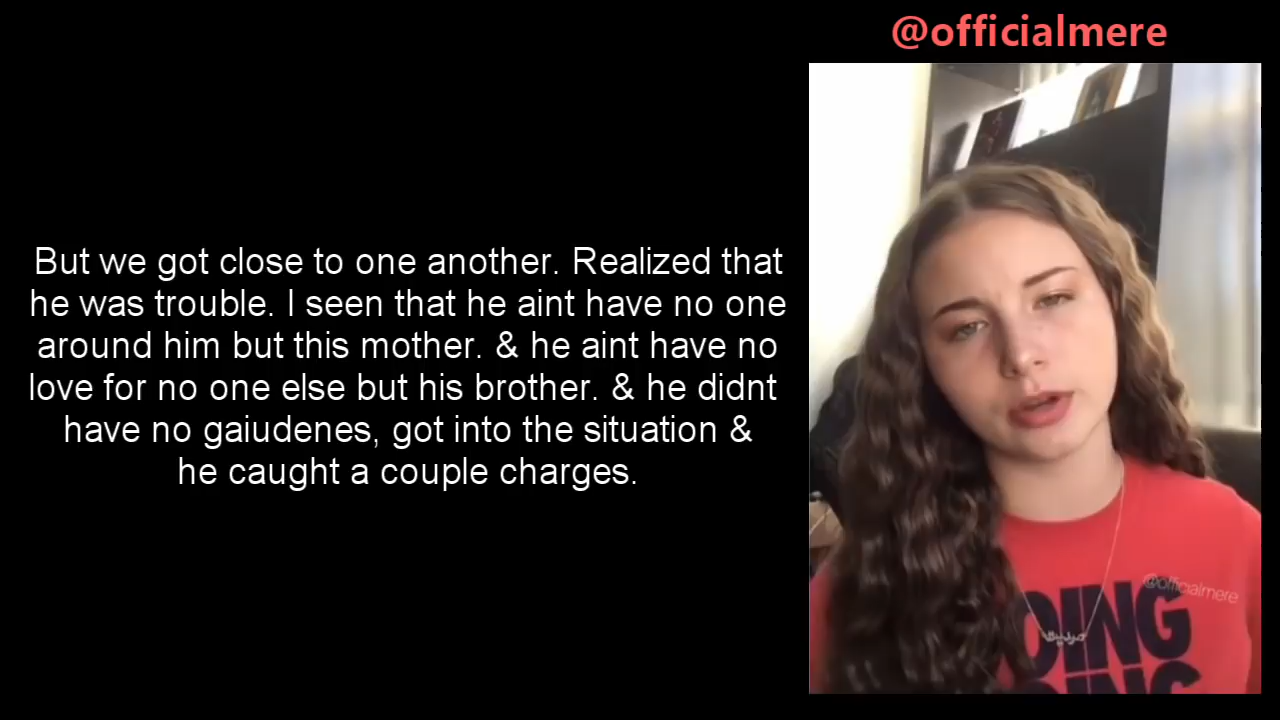 @officialmere
But we got close to one another. Realized that
he was trouble. I seen that he aint have no one
around him but this mother. & he aint have no
love for no one else but his brother. & he didnt
have no gaiudenes, got into the situation &
he caught a couple charges.
@officialmere
OING